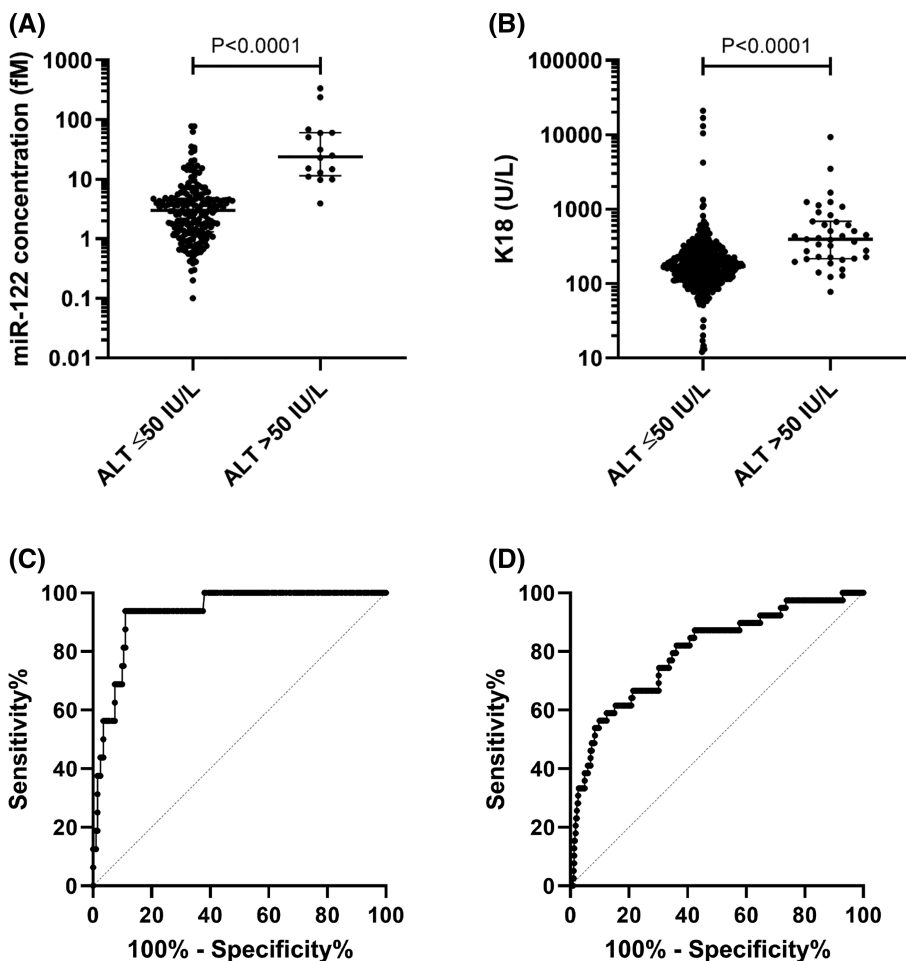 (A)
P<0.0001
miR-122 concentration (fM)
1000
100
10
1
0.1
0.01
ALT ≤50 IU/L
ALT >50 IU/L
(B)
P<0.0001
K18 (U/L)
100000
10000
1000
100
10
ALT ≤50 IU/L
ALT >50 IU/L
(C)
Sensitivity%
100
80
60
40
20
0
0 20 40 60 80 100
100% - Specificity%
(D)
Sensitivity%
100
80
60
40
20
0
0 20 40 60 80 100
100% - Specificity%